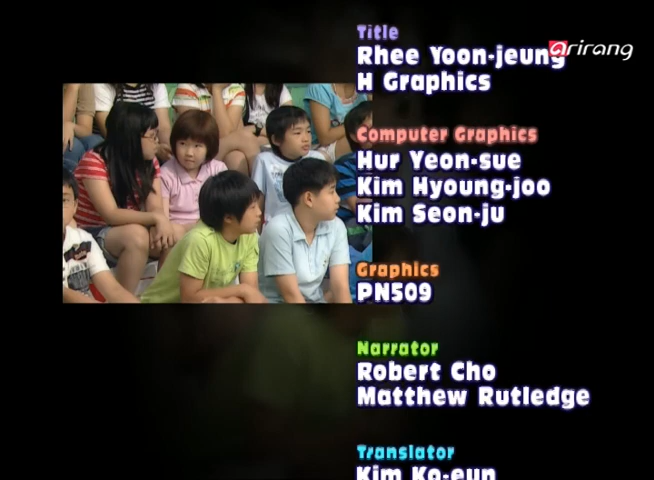 arirang
Title
Rhee Yoon-jeung
H Graphics
Computer Graphics
Hur Yeon-sue
Kim Hyoung-joo
Kim Seon-ju
Graphics
PN509
Narrator
Robert Cho
Matthew Rutledge
Translator
Kim Ko-eun